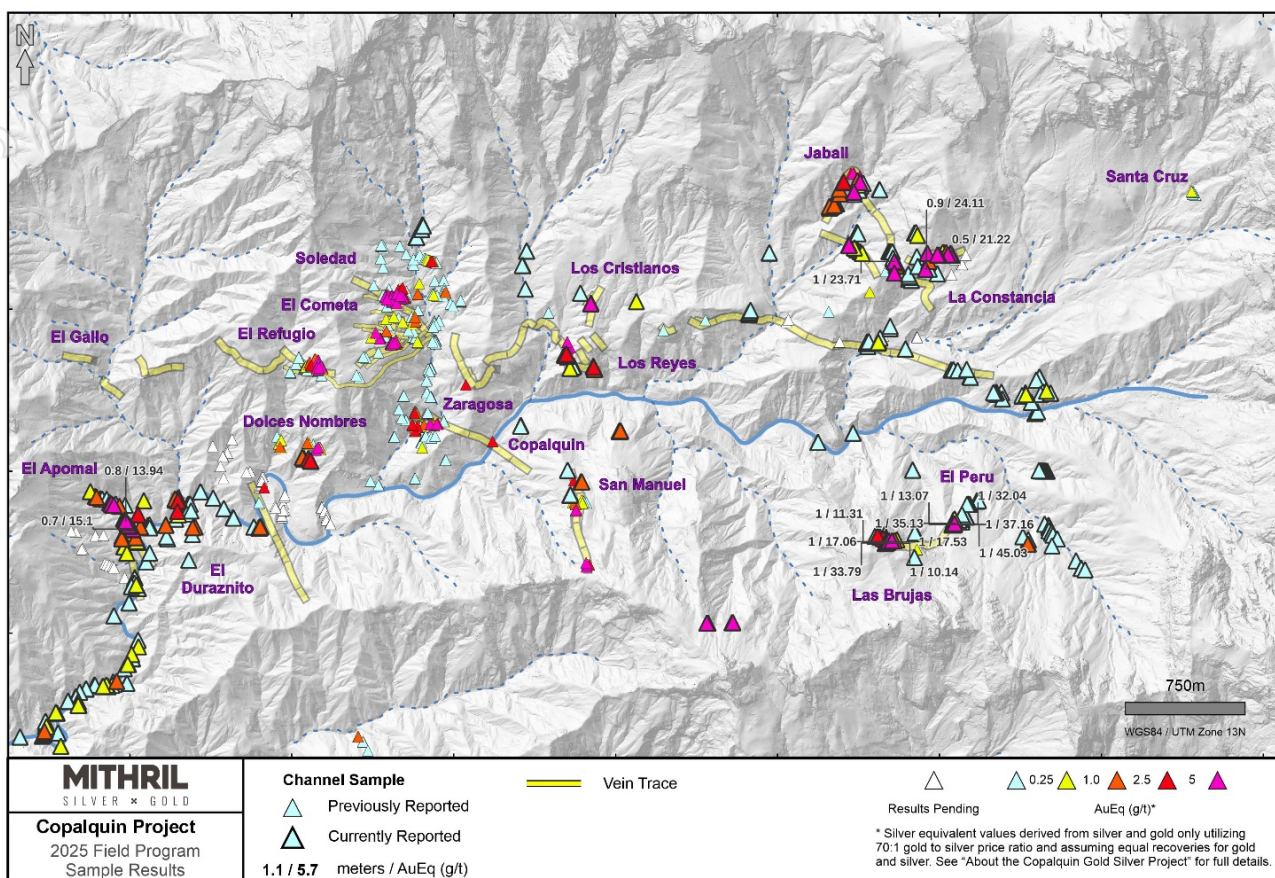 N
Jabali
Santa Cruz
0.9 / 24.11
0.5 / 21.22
Soledad
Los Cristianos
1 / 23.71
El Cometa
La Constancia
El Gallo
El Refugio
Los Reyes
Zaragosa
Dolces Nombres
Copalquin
El Apomal
0.8 / 13.94
San Manuel
El Peru
1 / 13.07
1 / 32.04
0.7 / 15.1
1 / 11.31
1 / 35.13
1 / 37.16
1 / 17.06
1 / 17.53
1 / 45.03
El
Duraznito
1 / 33.79
1 / 10.14
Las Brujas
750m
WGS84 / UTM Zone 13N
MITHRIL
SILVER × GOLD
Copalquin Project
2025 Field Program
Sample Results
Channel Sample
Previously Reported
Currently Reported
1.1 / 5.7 meters / AuEq (g/t)
Vein Trace
0.25 1.0 2.5 5
Results Pending
AuEq (g/t)*
* Silver equivalent values derived from silver and gold only utilizing
70:1 gold to silver price ratio and assuming equal recoveries for gold
and silver. See “About the Copalquin Gold Silver Project” for full details.